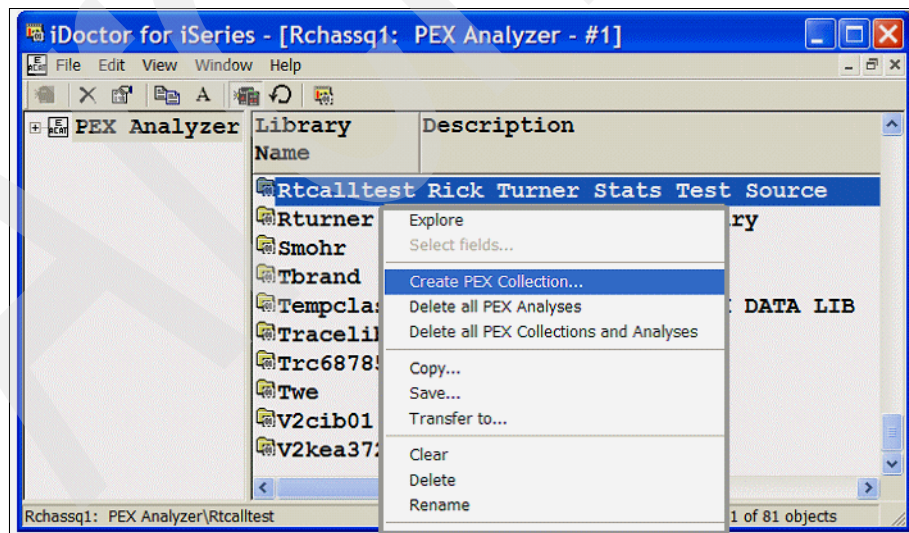 iDoctor for iSeries - [Rchassq1: PEX Analyzer - #1]
File Edit View Window Help
PEX Analyzer
Library Name
Description
Rtcalltest Rick Turner Stats Test Source
Rturner ry
Smohr
Tbrand
Tempclas DATA LIB
Tracelib
Trc68785
Twe
V2cib01
V2kea372
Explore
Select fields...
Create PEX Collection...
Delete all PEX Analyses
Delete all PEX Collections and Analyses
Copy...
Save...
Transfer to...
Clear
Delete
Rename
Rchassq1: PEX Analyzer\Rtcalltest
1 of 81 objects